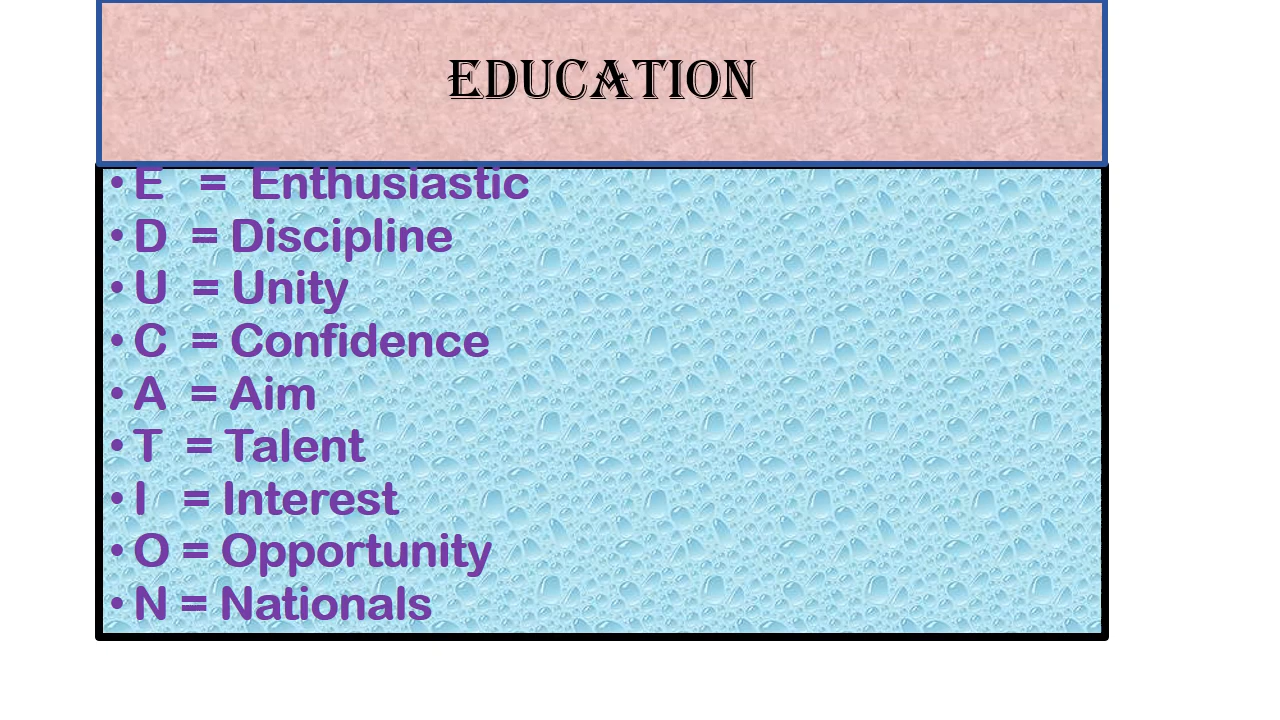 EDUCATION
• E = Enthusiastic
• D = Discipline
• U = Unity
• C = Confidence
• A = Aim
• T = Talent
• I = Interest
• O = Opportunity
• N = Nationals